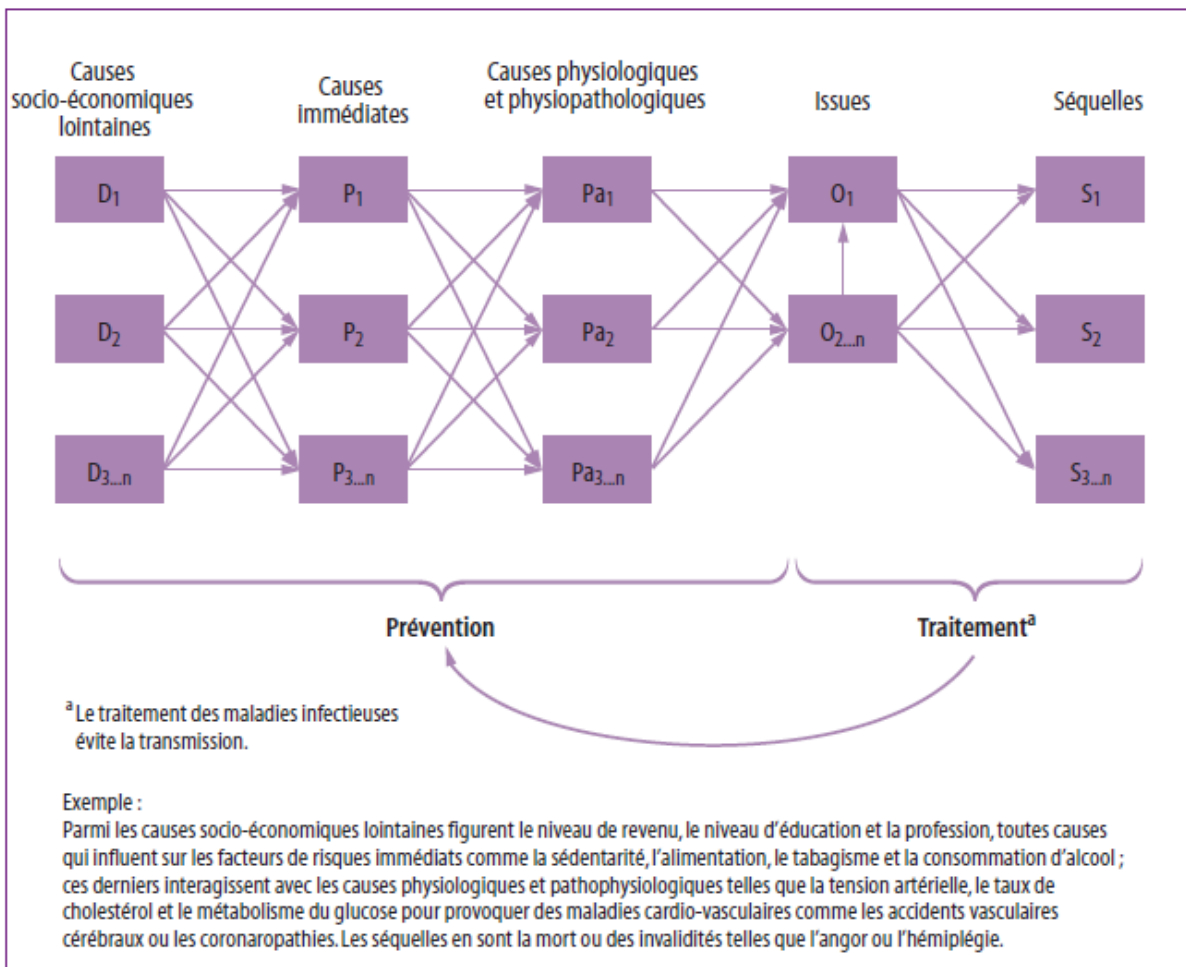 Causes
socio-économiques
lointaines
Causes
immédiates
Causes physiologiques
et physiopathologiques
Issues
Séquelles
D1
P1
Pa1
O1
S1
D2
P2
Pa2
O2...n
S2
D3...n
P3...n
Pa3...n
S3...n
Prévention
Traitementa
a Le traitement des maladies infectieuses
évite la transmission.
Exemple :
Parmi les causes socio-économiques lointaines figurent le niveau de revenu, le niveau d'éducation et la profession, toutes causes
qui influent sur les facteurs de risques immédiats comme la sédentarité, l'alimentation, le tabagisme et la consommation d'alcool ;
ces derniers interagissent avec les causes physiologiques et pathophysiologiques telles que la tension artérielle, le taux de
cholestérol et le métabolisme du glucose pour provoquer des maladies cardio-vasculaires comme les accidents vasculaires
cérébraux ou les coronaropathies. Les séquelles en sont la mort ou des invalidités telles que l'angor ou l'hémiplégie.